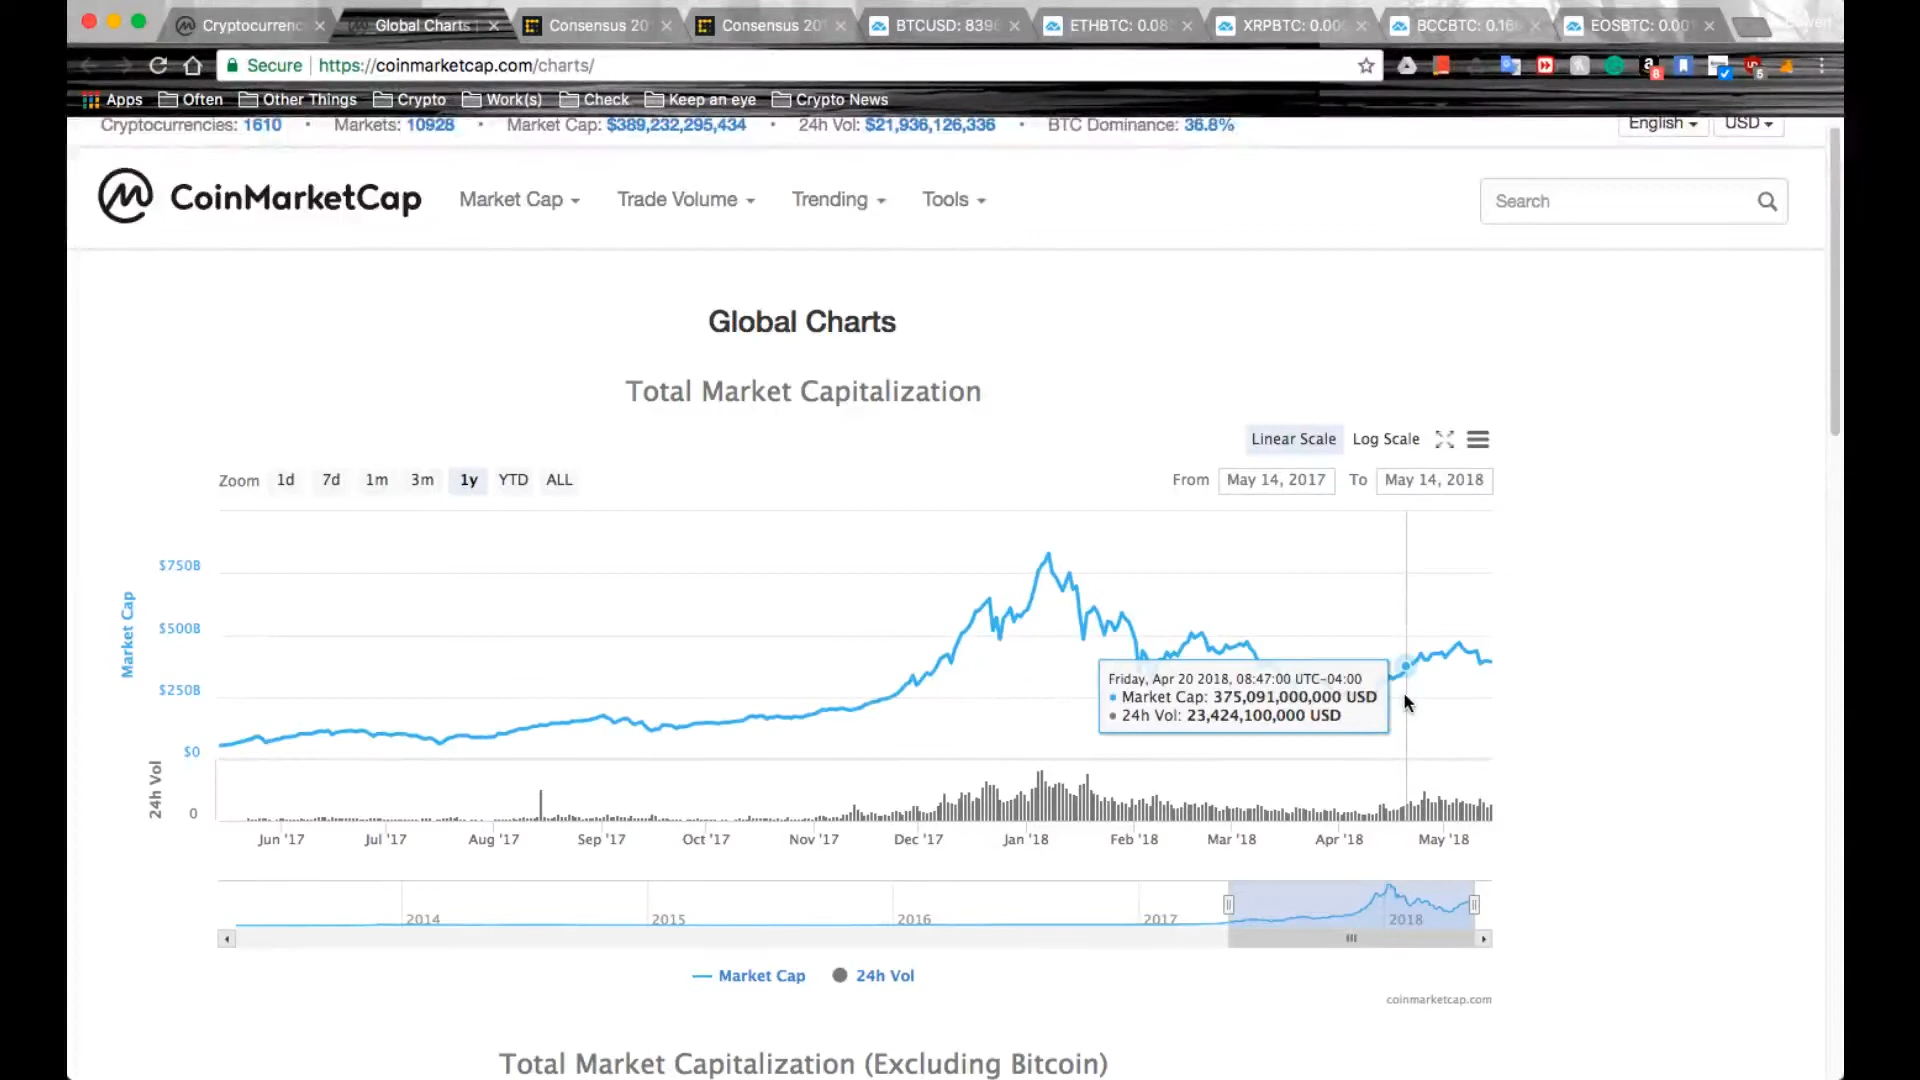 Cryptocurrenc
Global Charts
Consensus 20
Consensus 20
BTCUSD: 839
ETHBTC: 0.08
XRPBTC: 0.00
BCCBTC: 0.16
EOSBTC: 0.00
Secure https://coinmarketcap.com/charts/
Apps Often Other Things Crypto Work(s) Check Keep an eye Crypto News
Cryptocurrencies: 1610 • Markets: 10928 • Market Cap: $389,232,295,434 • 24h Vol: $21,936,126,336 • BTC Dominance: 36.8%
English USD
CoinMarketCap Market Cap Trade Volume Trending Tools Search
Global Charts
Total Market Capitalization
Linear Scale Log Scale
Zoom 1d 7d 1m 3m 1y YTD ALL From May 14, 2017 To May 14, 2018
$750B
$500B
$250B
$0
Market Cap
Friday, Apr 20 2018, 08:47:00 UTC-04:00
• Market Cap: 375,091,000,000 USD
• 24h Vol: 23,424,100,000 USD
24h Vol
0
Jun '17 Jul '17 Aug '17 Sep '17 Oct '17 Nov '17 Dec '17 Jan '18 Feb '18 Mar '18 Apr '18 May '18
2014 2015 2016 2017 2018
Market Cap 24h Vol
coinmarketcap.com
Total Market Capitalization (Excluding Bitcoin)